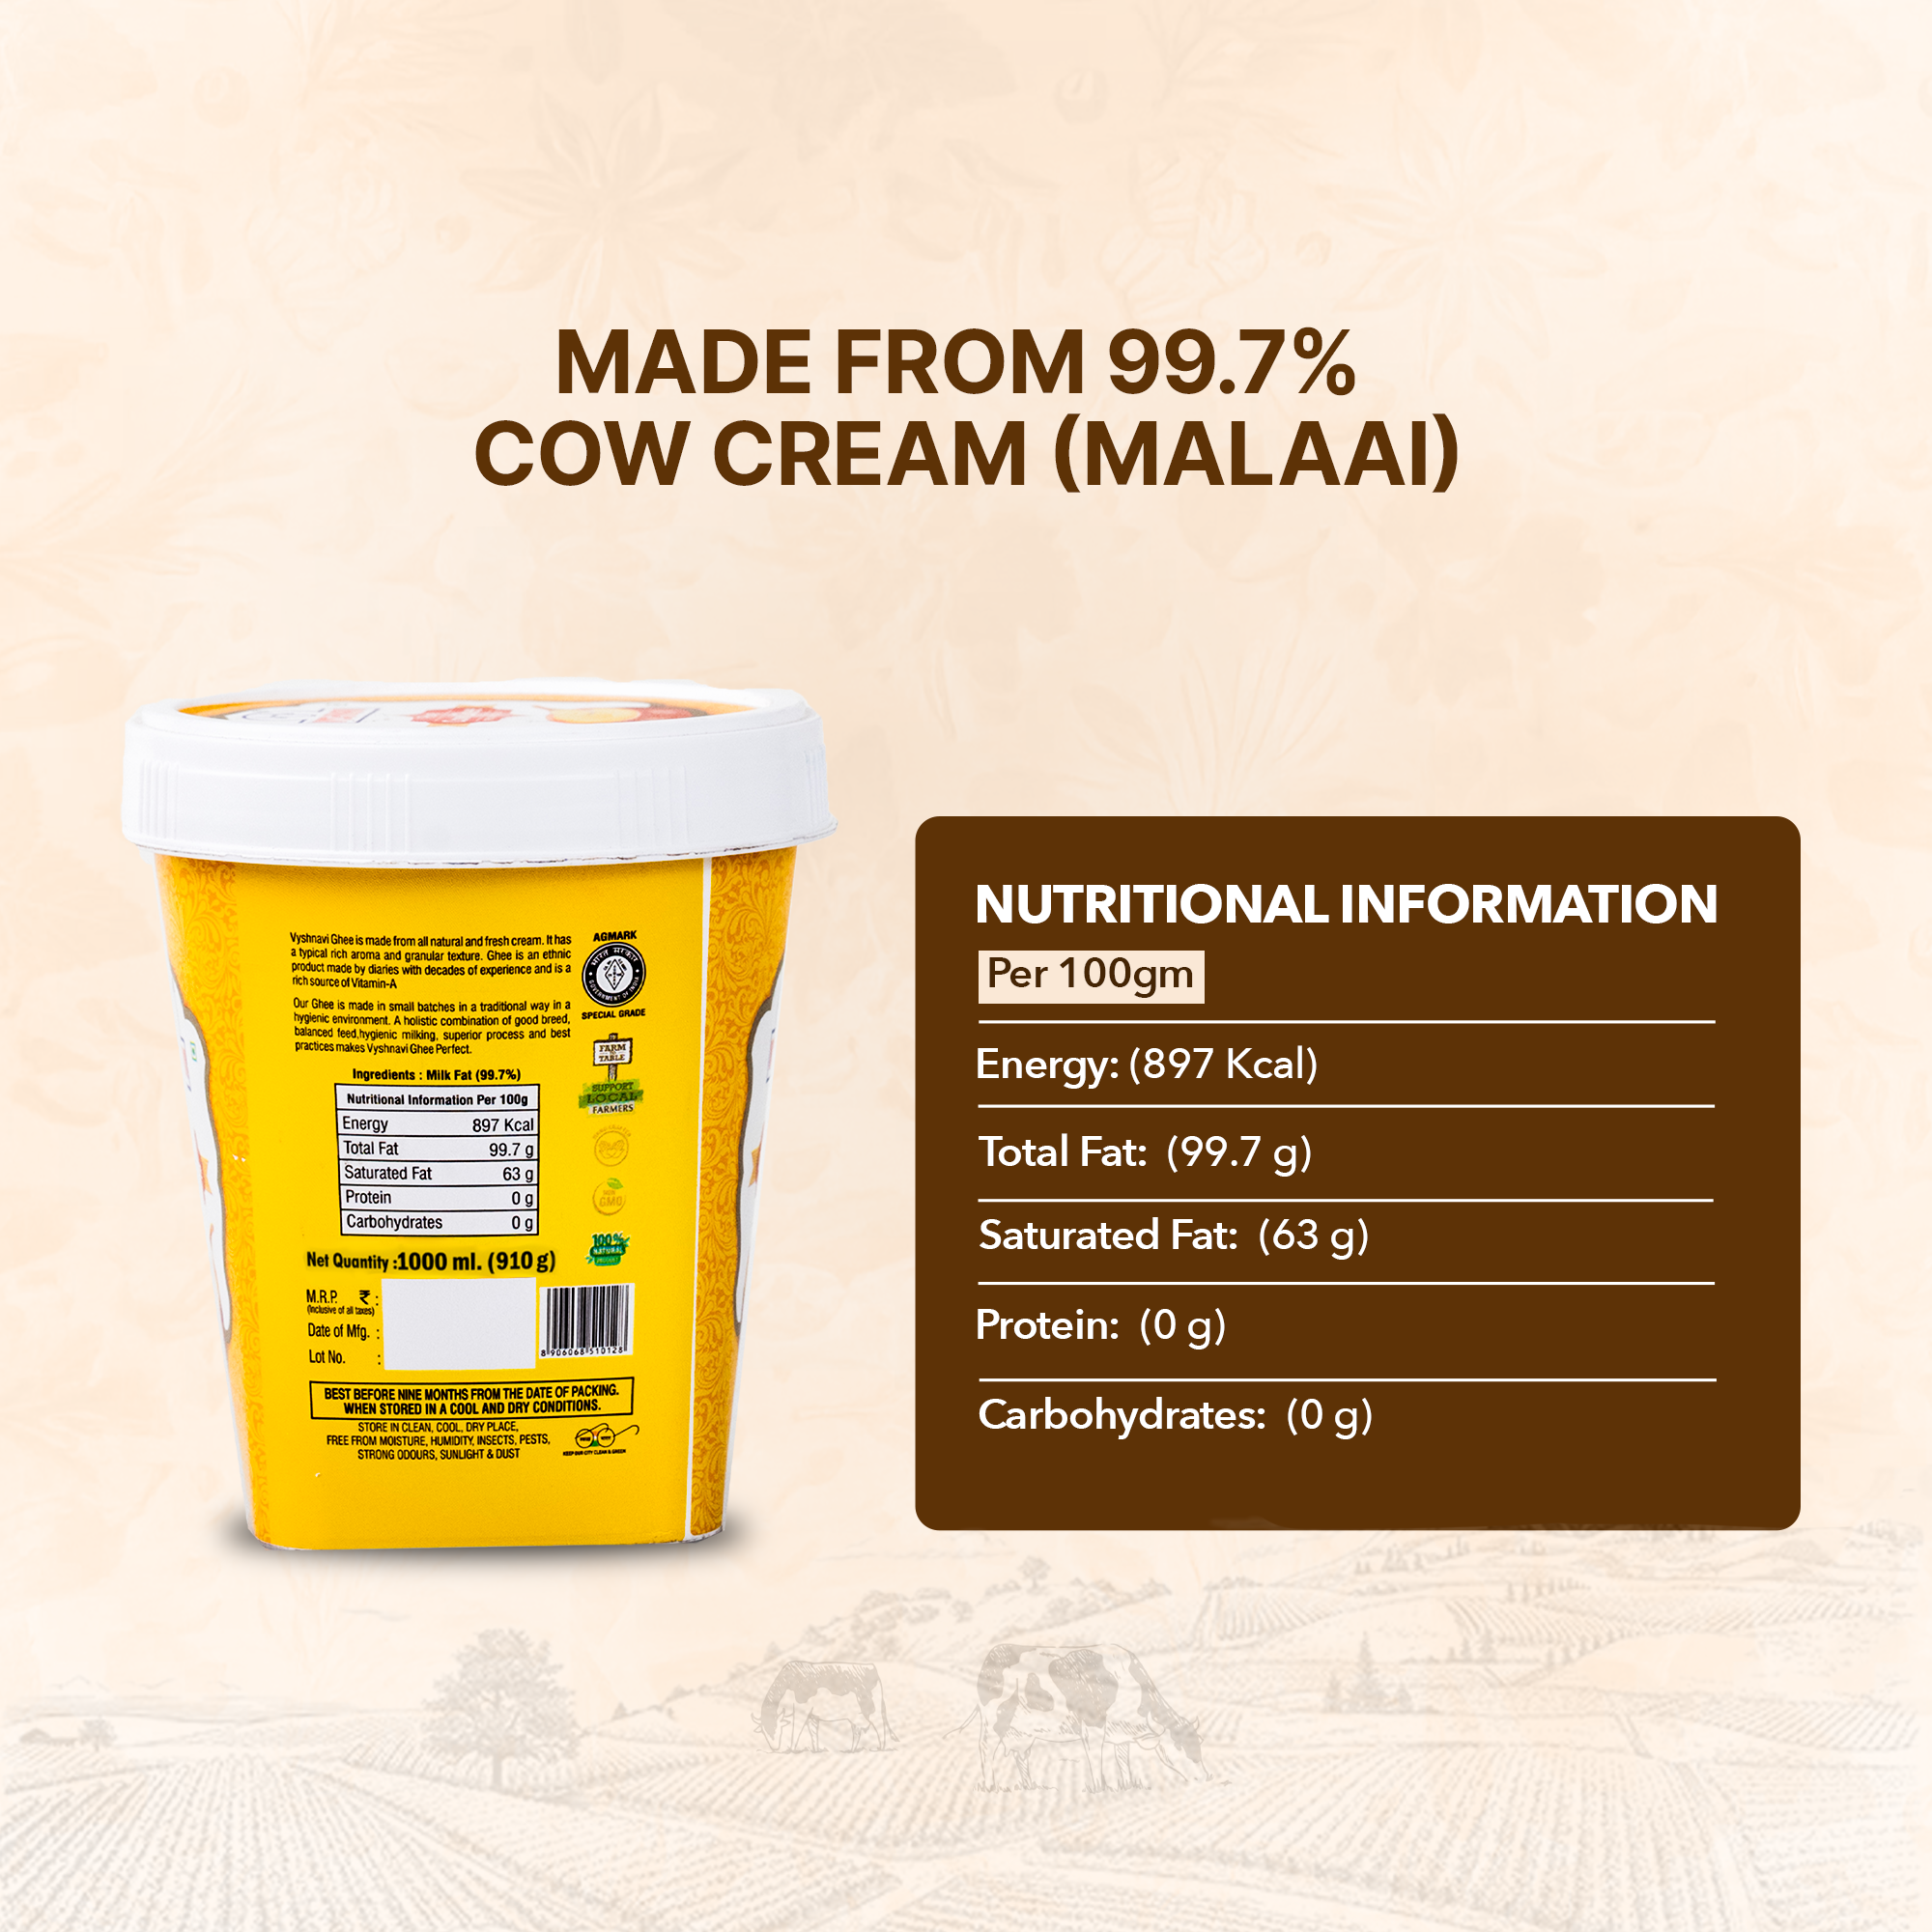 MADE FROM 99.7%
COW CREAM (MALAAI)
Vyshnavi Ghee is made from all natural and fresh cream. It has
a typical rich aroma and granular texture. Ghee is an ethnic
product made by diaries with decades of experience and is a
rich source of Vitamin-A
Our Ghee is made in small batches in a traditional way in a
hygienic environment. A holistic combination of good breed,
balanced feed,hygienic milking, superior process and best
practices makes Vyshnavi Ghee Perfect.
AGMARK
SPECIAL GRADE
FARM
TO
TABLE
SUPPORT
LOCAL
FARMERS
GMO
100%
NATURAL
Ingredients : Milk Fat (99.7%)
Nutritional Information Per 100g
Energy 897 Kcal
Total Fat 99.7 g
Saturated Fat 63 g
Protein 0 g
Carbohydrates 0 g
Net Quantity :1000 ml. (910 g)
M.R.P. ₹ :
(Inclusive of all taxes)
Date of Mfg. :
Lot No. :
8 906068 510128
BEST BEFORE NINE MONTHS FROM THE DATE OF PACKING.
WHEN STORED IN A COOL AND DRY CONDITIONS.
STORE IN CLEAN, COOL, DRY PLACE,
FREE FROM MOISTURE, HUMIDITY, INSECTS, PESTS,
STRONG ODOURS, SUNLIGHT & DUST
KEEP OUR CITY CLEAN & GREEN
NUTRITIONAL INFORMATION
Per 100gm
Energy: (897 Kcal)
Total Fat: (99.7 g)
Saturated Fat: (63 g)
Protein: (0 g)
Carbohydrates: (0 g)